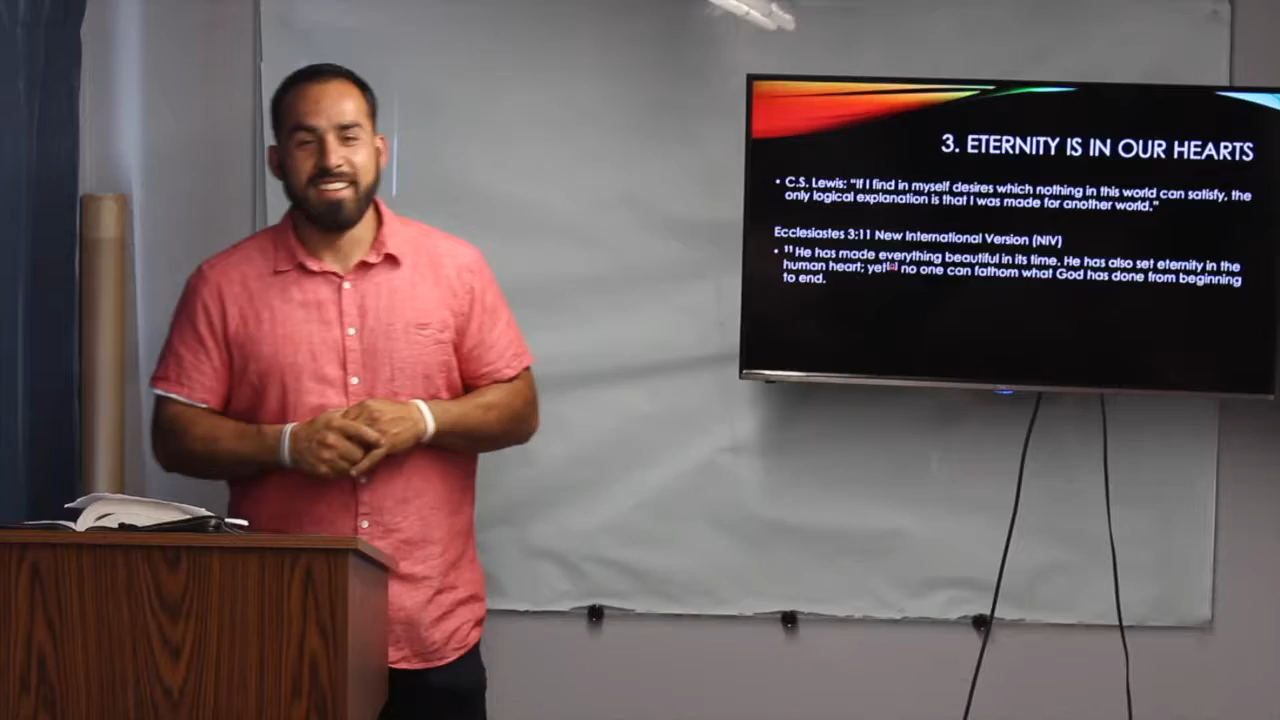 3. ETERNITY IS IN OUR HEARTS
• C.S. Lewis: "If I find in myself desires which nothing in this world can satisfy, the
only logical explanation is that I was made for another world."
Ecclesiastes 3:11 New International Version (NIV)
• 11 He has made everything beautiful in its time. He has also set eternity in the
human heart; yet[a] no one can fathom what God has done from beginning
to end.